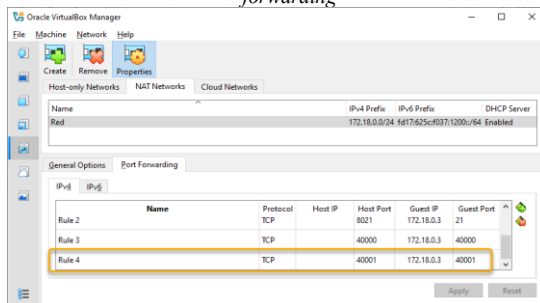 forwarding
Oracle VirtualBox Manager
File Machine Network Help
Create Remove Properties
Host-only Networks NAT Networks Cloud Networks
Name IPv4 Prefix IPv6 Prefix DHCP Server
Red 172.18.0.0/24 fd17:625c:f037:1200::/64 Enabled
General Options Port Forwarding
IPv4 IPv6
Name Protocol Host IP Host Port Guest IP Guest Port
Rule 2 TCP 8021 172.18.0.3 21
Rule 3 TCP 40000 172.18.0.3 40000
Rule 4 TCP 40001 172.18.0.3 40001
Apply Reset